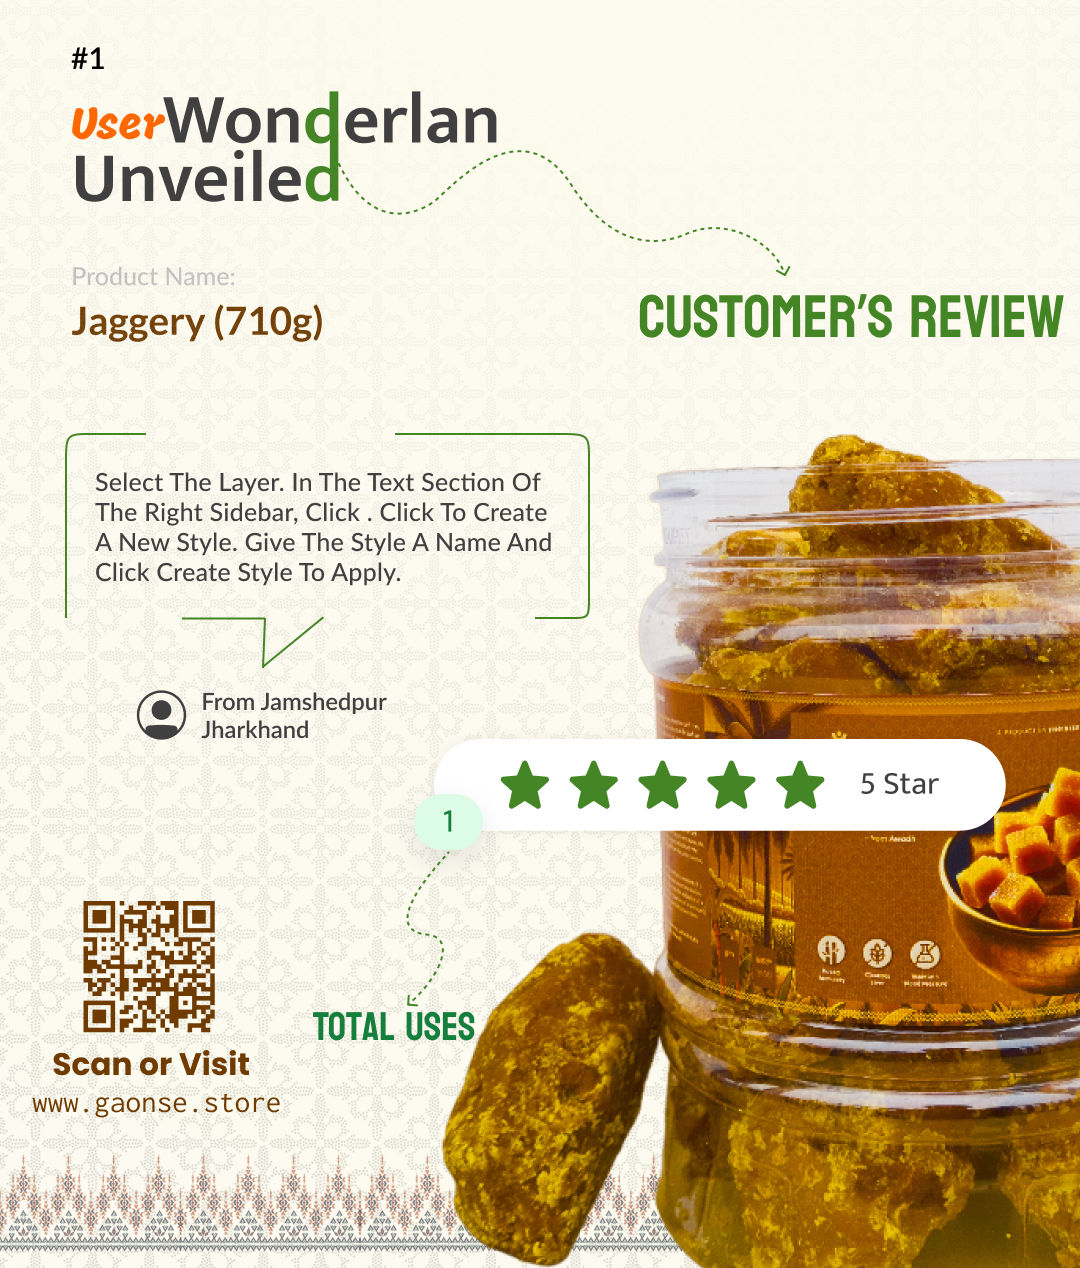 #1
UserWonderlan
Unveiled
Product Name:
Jaggery (710g)
CUSTOMER'S REVIEW
Select The Layer. In The Text Section Of
The Right Sidebar, Click . Click To Create
A New Style. Give The Style A Name And
Click Create Style To Apply.
From Jamshedpur
Jharkhand
5 Star
1
TOTAL USES
Scan or Visit
www.gaonse.store